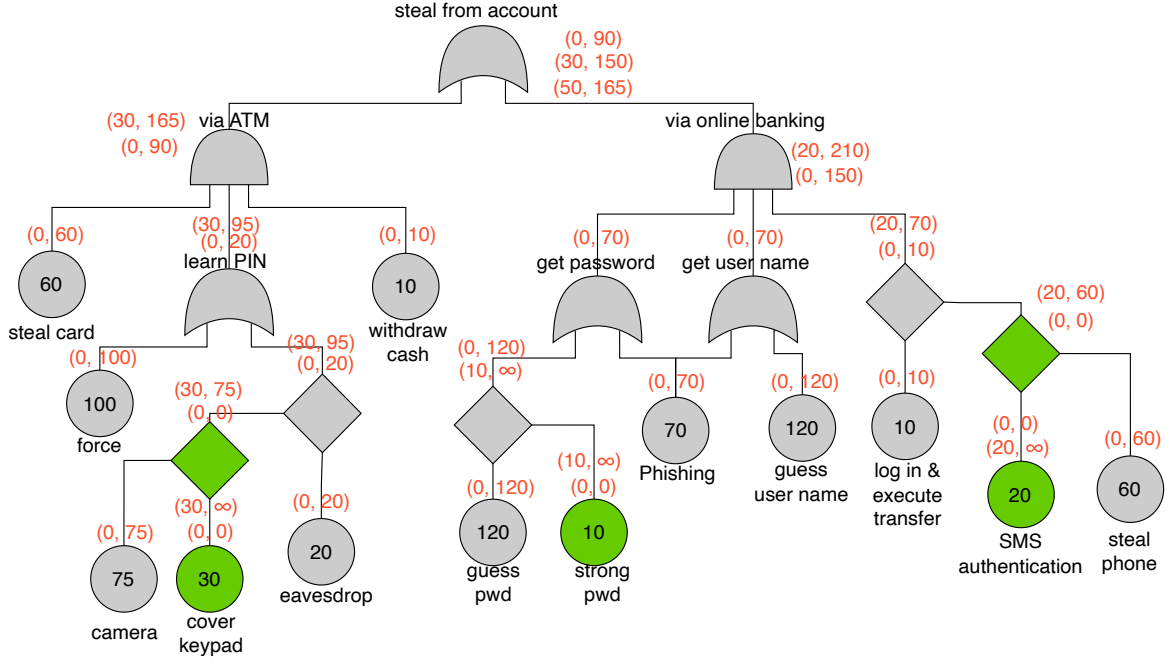 steal from account
(0, 90)
(30, 150)
(50, 165)
(30, 165)
(0, 90)
via ATM
via online banking
(20, 210)
(0, 150)
(0, 60)
60
steal card
(30, 95)
(0, 20)
learn PIN
(0, 10)
10
withdraw
cash
(0, 70)
get password
(0, 70)
get user name
(20, 70)
(0, 10)
(20, 60)
(0, 0)
(0, 100)
100
force
(30, 95)
(0, 20)
(30, 75)
(0, 0)
(0, 120)
(10, ∞)
(0, 70)
70
Phishing
(0, 120)
120
guess
user name
(0, 10)
10
log in &
execute
transfer
(0, 0)
(20, ∞)
20
SMS
authentication
(0, 60)
60
steal
phone
(0, 75)
75
camera
(30, ∞)
(0, 0)
30
cover
keypad
(0, 20)
20
eavesdrop
(0, 120)
120
guess
pwd
(10, ∞)
(0, 0)
10
strong
pwd